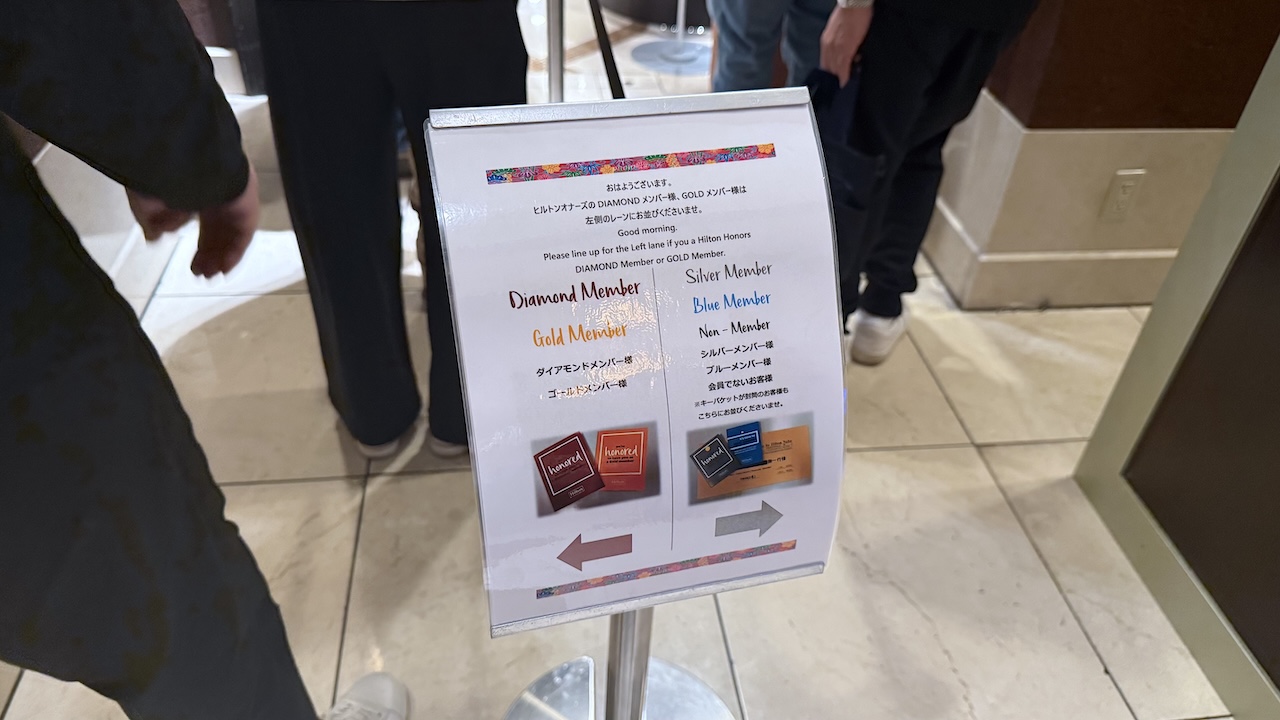 おはようございます。
ヒルトンオナーズの DIAMOND メンバー様、GOLD メンバー様は
左側のレーンにお並びくださいませ。
Good morning.
Please line up for the Left lane if you a Hilton Honors
DIAMOND Member or GOLD Member.
Diamond Member
Gold Member
ダイアモンドメンバー様
ゴールドメンバー様
honored
honored
Silver Member
Blue Member
Non - Member
シルバーメンバー様
ブルーメンバー様
会員でないお客様
※キーパケットが封筒のお客様も
こちらにお並びくださいませ。
honored